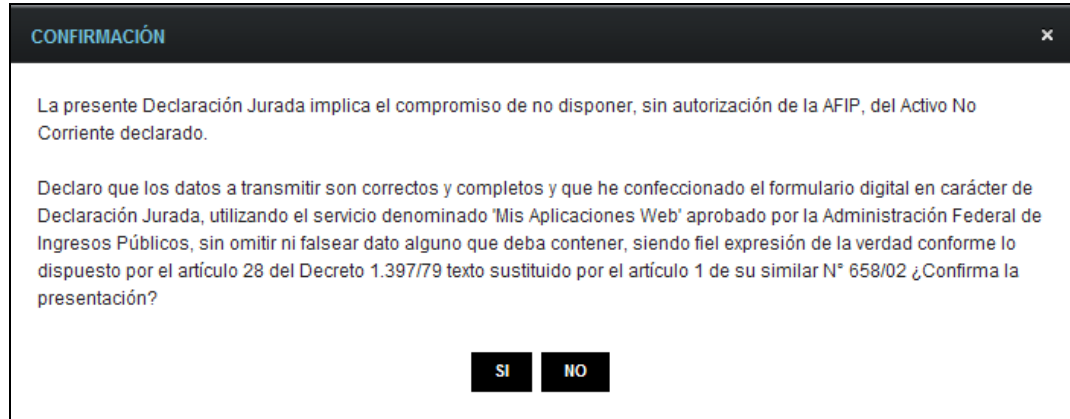 CONFIRMACIÓN ×
La presente Declaración Jurada implica el compromiso de no disponer, sin autorización de la AFIP, del Activo No
Corriente declarado.
Declaro que los datos a transmitir son correctos y completos y que he confeccionado el formulario digital en carácter de
Declaración Jurada, utilizando el servicio denominado 'Mis Aplicaciones Web' aprobado por la Administración Federal de
Ingresos Públicos, sin omitir ni falsear dato alguno que deba contener, siendo fiel expresión de la verdad conforme lo
dispuesto por el artículo 28 del Decreto 1.397/79 texto sustituido por el artículo 1 de su similar N° 658/02 ¿Confirma la
presentación?
SI NO